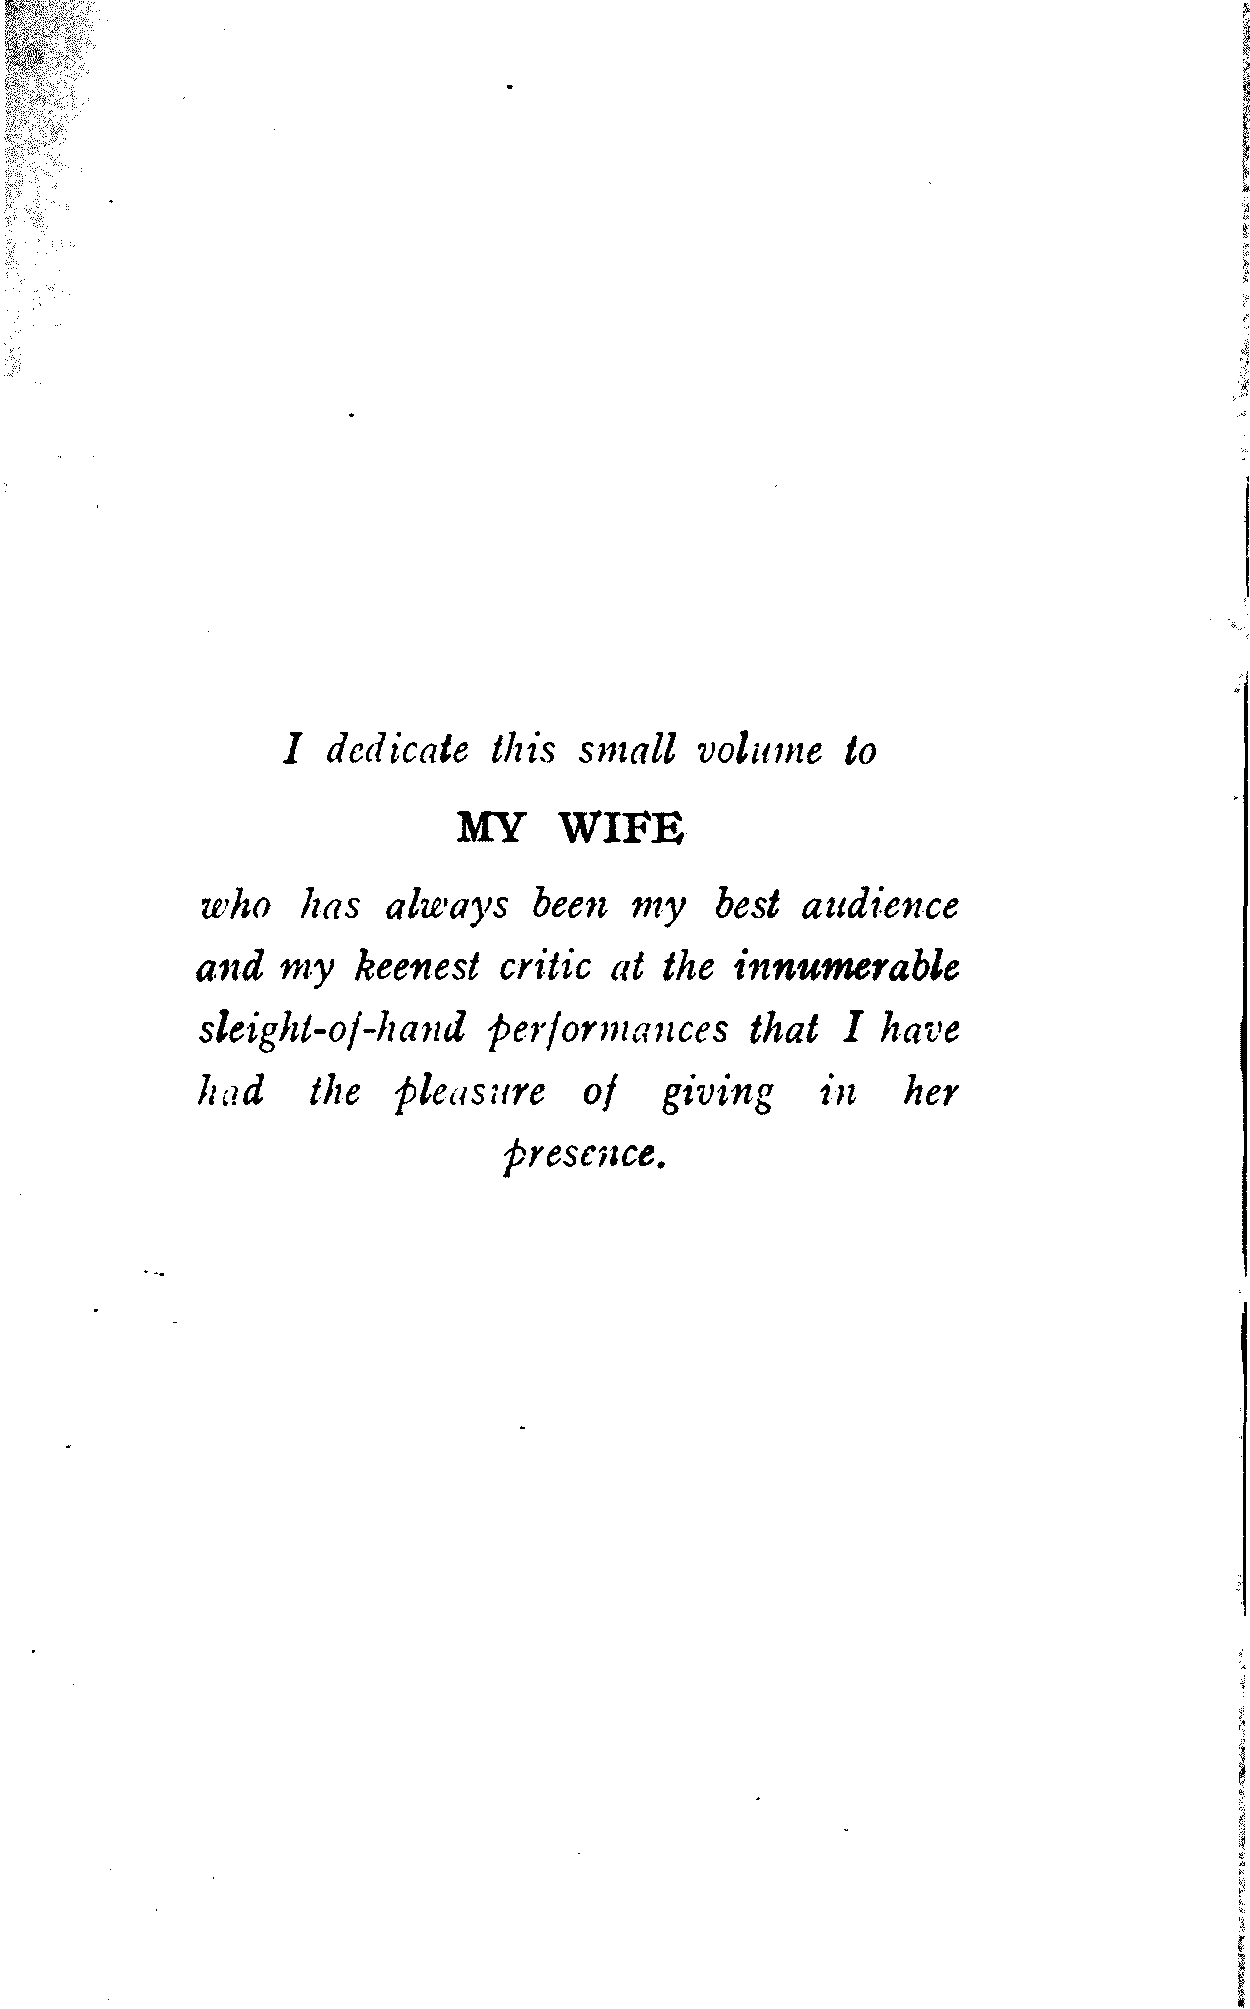 I dedicate this small volume to
MY WIFE
who has always been my best audience
and my keenest critic at the innumerable
sleight-of-hand performances that I have
had the pleasure of giving in her
presence.